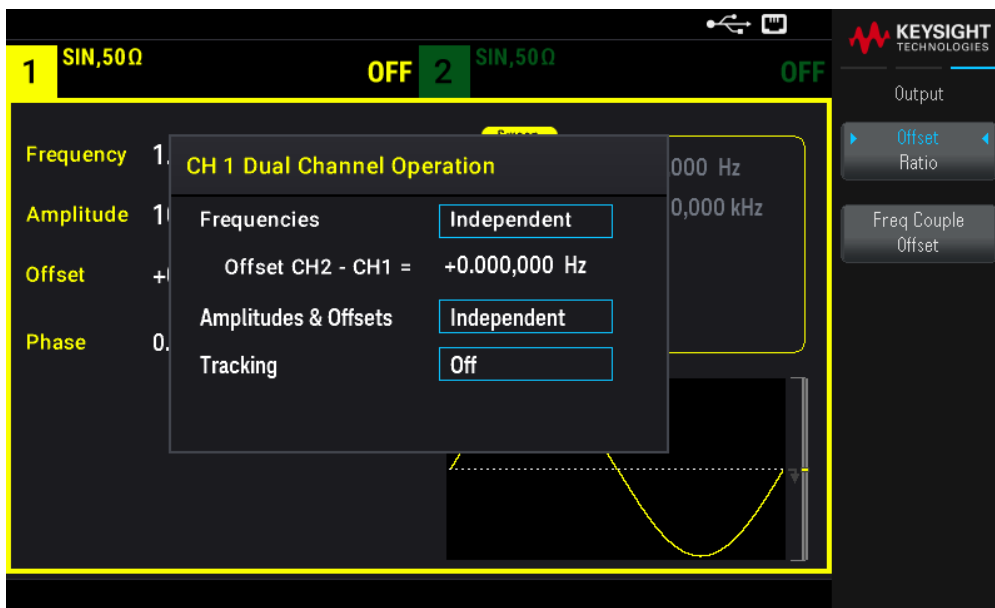 KEYSIGHT
TECHNOLOGIES
1 SIN,50Ω OFF 2 SIN,50Ω OFF
Output
Offset
Ratio
Freq Couple
Offset
Frequency 1.
Amplitude
Offset
Phase 0.
,000 Hz
0,000 kHz
CH 1 Dual Channel Operation
Frequencies Independent
Offset CH2 - CH1 = +0.000,000 Hz
Amplitudes & Offsets Independent
Tracking Off